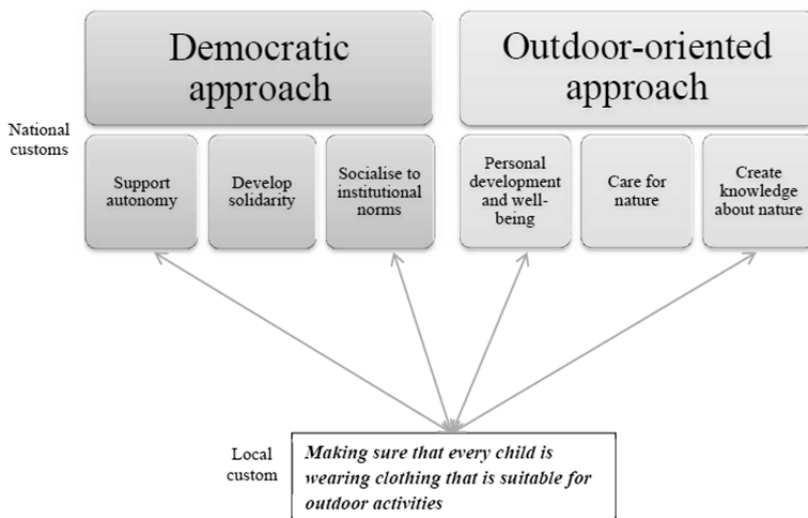 Democratic
approach
Outdoor-oriented
approach
National
customs
Support
autonomy
Develop
solidarity
Socialise to
institutional
norms
Personal
development
and well-
being
Care for
nature
Create
knowledge
about nature
Local
custom
Making sure that every child is
wearing clothing that is suitable for
outdoor activities